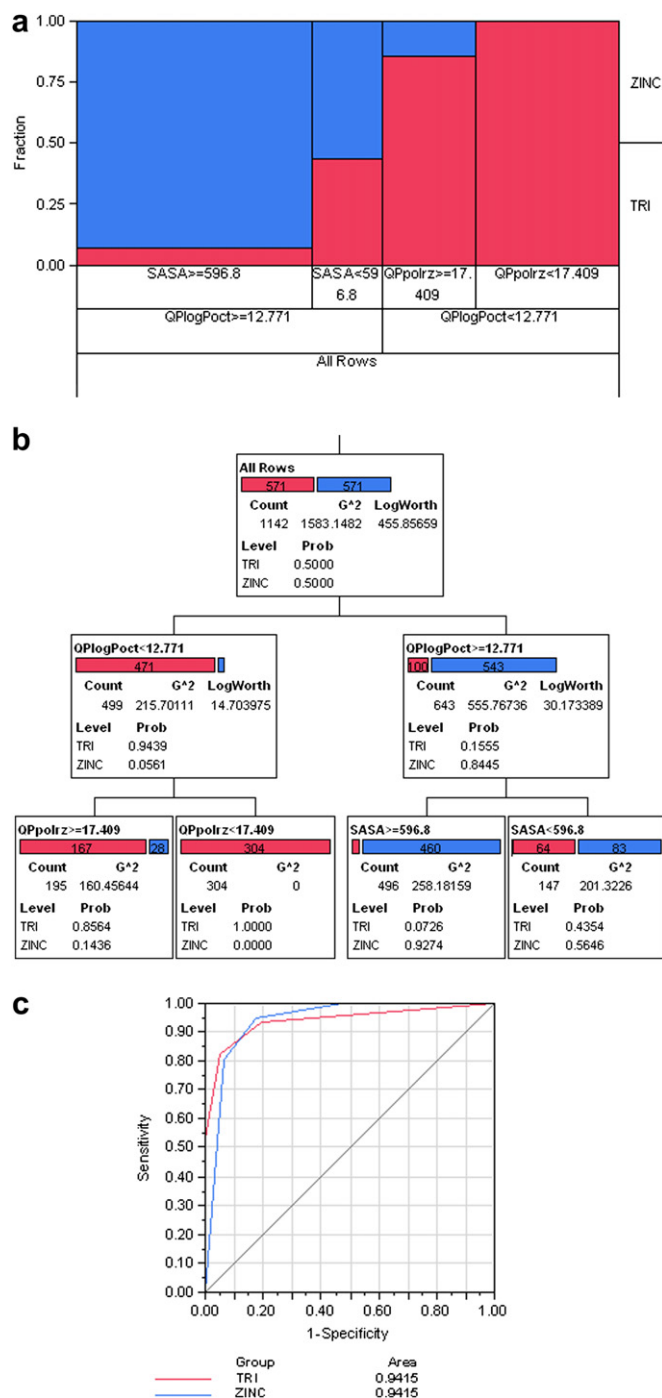 a
1.00
0.75
0.50
0.25
0.00
Fraction
ZINC
TRI
SASA>=596.8
SASA<59
6.8
QPpolrz>=17.
409
QPpolrz<17.409
QPlogPoct>=12.771
QPlogPoct<12.771
All Rows
b
All Rows
571 571
Count G^2 LogWorth
1142 1583.1482 455.85659
Level Prob
TRI 0.5000
ZINC 0.5000
QPlogPoct<12.771
471
Count G^2 LogWorth
499 215.70111 14.703975
Level Prob
TRI 0.9439
ZINC 0.0561
QPlogPoct>=12.771
100 543
Count G^2 LogWorth
643 555.76736 30.173389
Level Prob
TRI 0.1555
ZINC 0.8445
QPpolrz>=17.409
167 28
Count G^2
195 160.45644
Level Prob
TRI 0.8564
ZINC 0.1436
QPpolrz<17.409
304
Count G^2
304 0
Level Prob
TRI 1.0000
ZINC 0.0000
SASA>=596.8
460
Count G^2
496 258.18159
Level Prob
TRI 0.0726
ZINC 0.9274
SASA<596.8
64 83
Count G^2
147 201.3226
Level Prob
TRI 0.4354
ZINC 0.5646
c
1.00
0.90
0.80
0.70
0.60
0.50
0.40
0.30
0.20
0.10
0.00
Sensitivity
0.00 0.20 0.40 0.60 0.80 1.00
1-Specificity
Group Area
TRI 0.9415
ZINC 0.9415